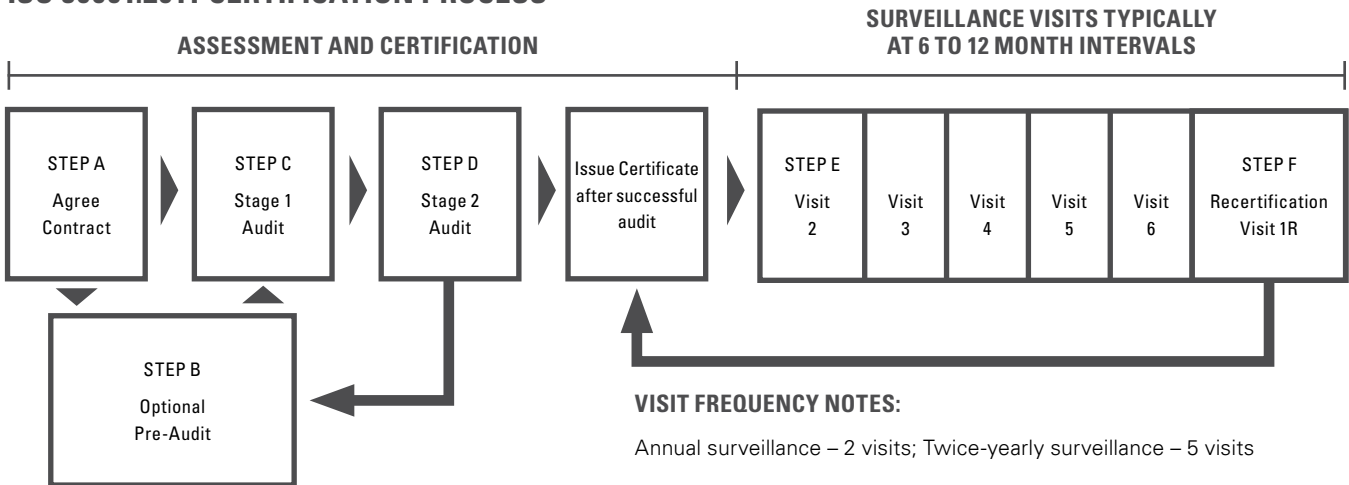 SURVEILLANCE VISITS TYPICALLY
AT 6 TO 12 MONTH INTERVALS
ASSESSMENT AND CERTIFICATION
STEP A
Agree
Contract
STEP C
Stage 1
Audit
STEP D
Stage 2
Audit
Issue Certificate
after successful
audit
STEP E
Visit
2
Visit
3
Visit
4
Visit
5
Visit
6
STEP F
Recertification
Visit 1R
STEP B
Optional
Pre-Audit
VISIT FREQUENCY NOTES:
Annual surveillance – 2 visits; Twice-yearly surveillance – 5 visits